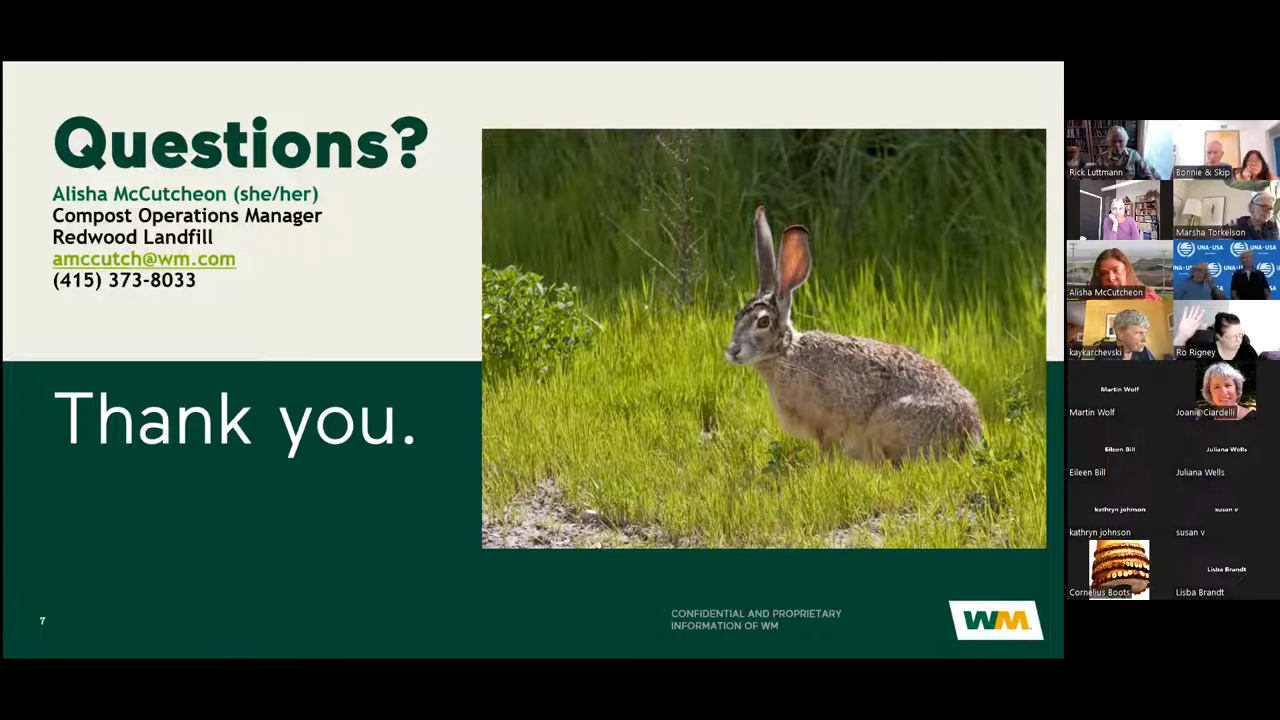 Questions?
Alisha McCutcheon (she/her)
Compost Operations Manager
Redwood Landfill
amccutch@wm.com
(415) 373-8033
Thank you.
7
CONFIDENTIAL AND PROPRIETARY
INFORMATION OF WM
WM
Rick Luttmann
Bonnie & Skip
Marsha Torkelson
UNA-USA
Alisha McCutcheon
kaykarchevski
Ro Rigney
Martin Wolf
Martin Wolf
Joanie Ciardelli
Eileen Bill
Juliana Wells
Eileen Bill
Juliana Wells
kathryn johnson
susan v
kathryn johnson
susan v
Lisba Brandt
Cornelius Boots
Lisba Brandt